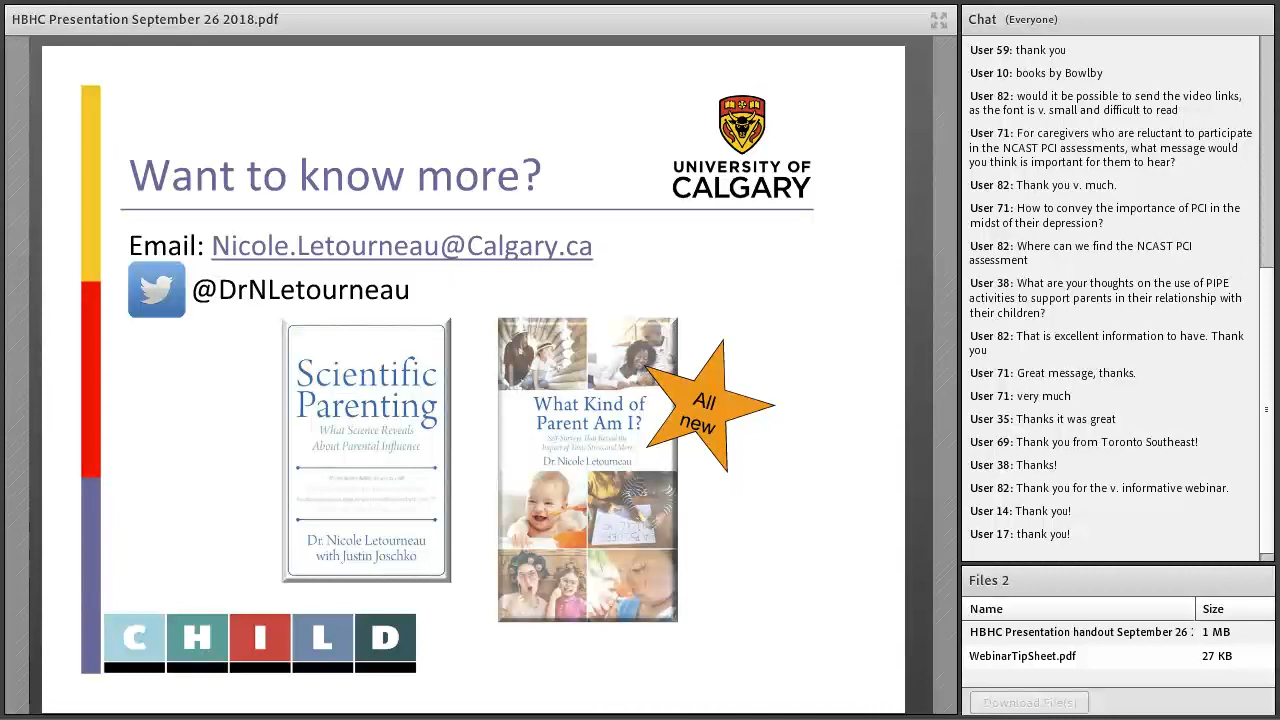 HBHC Presentation September 26 2018.pdf
Want to know more?
UNIVERSITY OF
CALGARY
Email: Nicole.Letourneau@Calgary.ca
@DrNLetourneau
Scientific
Parenting
What Science Reveals
About Parental Influence
Dr. Nicole Letourneau
with Justin Joschko
What Kind of
Parent Am I?
Self-Surveys That Reveal the
Impact of Toxic Stress and More
Dr. Nicole Letourneau
All
new
C H I L D
Chat (Everyone)
User 59: thank you
User 10: books by Bowlby
User 82: would it be possible to send the video links,
as the font is v. small and difficult to read
User 71: For caregivers who are reluctant to participate
in the NCAST PCI assessments, what message would
you think is important for them to hear?
User 82: Thank you v. much.
User 71: How to convey the importance of PCI in the
midst of their depression?
User 82: Where can we find the NCAST PCI
assessment
User 38: What are your thoughts on the use of PIPE
activities to support parents in their relationship with
their children?
User 82: That is excellent information to have. Thank
you
User 71: Great message, thanks.
User 71: very much
User 35: Thanks it was great
User 69: Thank you from Toronto Southeast!
User 38: Thanks!
User 82: Thank you for the v. informative webinar.
User 14: Thank you!
User 17: thank you!
Files 2
Name Size
HBHC Presentation handout September 26 1 MB
WebinarTipSheet.pdf 27 KB
Download File(s)